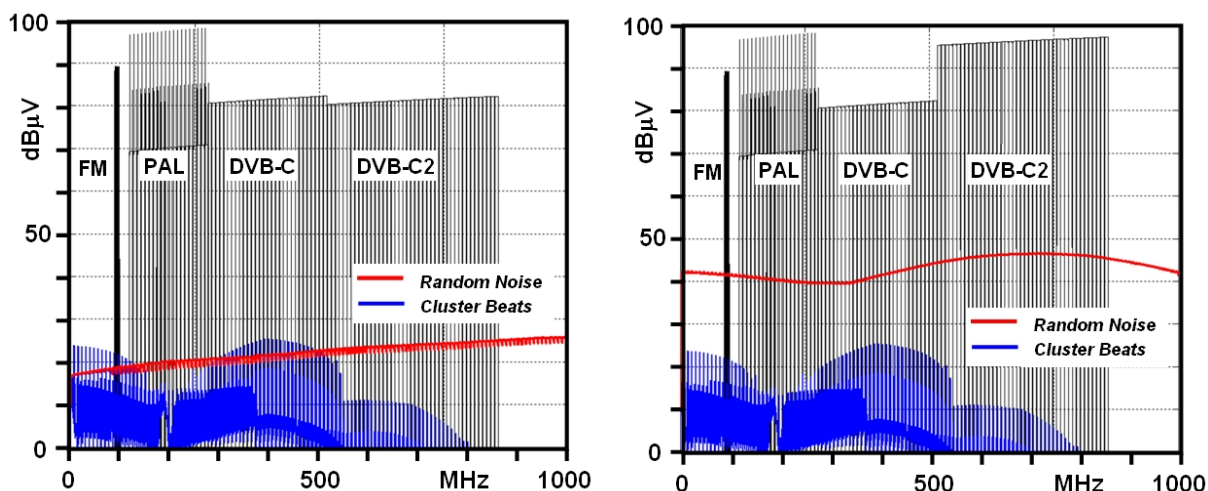 100
dBµV
FM
PAL
DVB-C
DVB-C2
50
Random Noise
Cluster Beats
0
0
500
MHz
1000
100
dBµV
FM
PAL
DVB-C
DVB-C2
50
Random Noise
Cluster Beats
0
0
500
MHz
1000